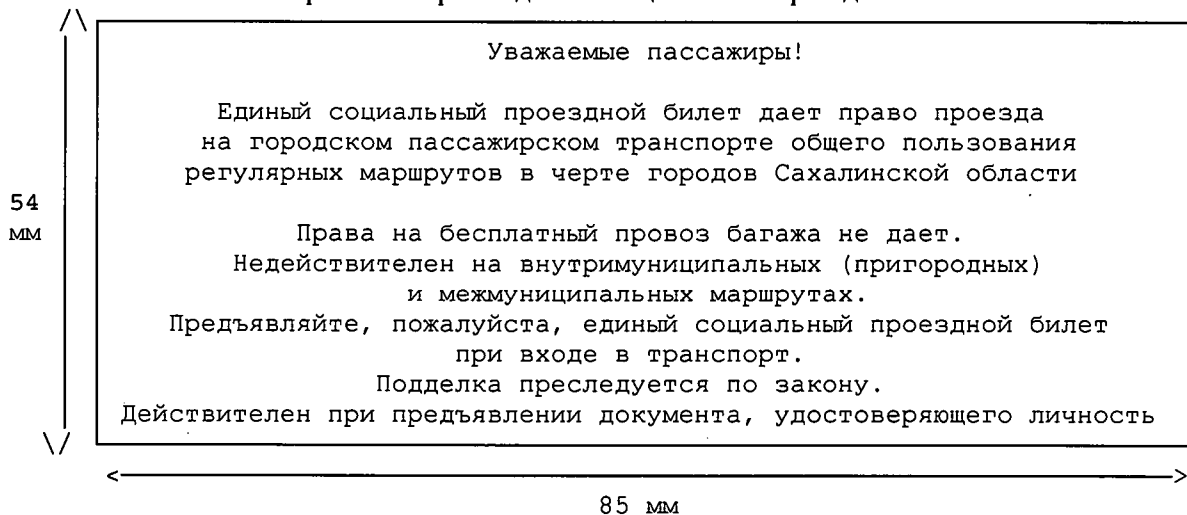 Уважаемые пассажиры!
Единый социальный проездной билет дает право проезда
на городском пассажирском транспорте общего пользования
регулярных маршрутов в черте городов Сахалинской области
54
мм
Права на бесплатный провоз багажа не дает.
Недействителен на внутримуниципальных (пригородных)
и межмуниципальных маршрутах.
Предъявляйте, пожалуйста, единый социальный проездной билет
при входе в транспорт.
Подделка преследуется по закону.
Действителен при предъявлении документа, удостоверяющего личность
85 мм